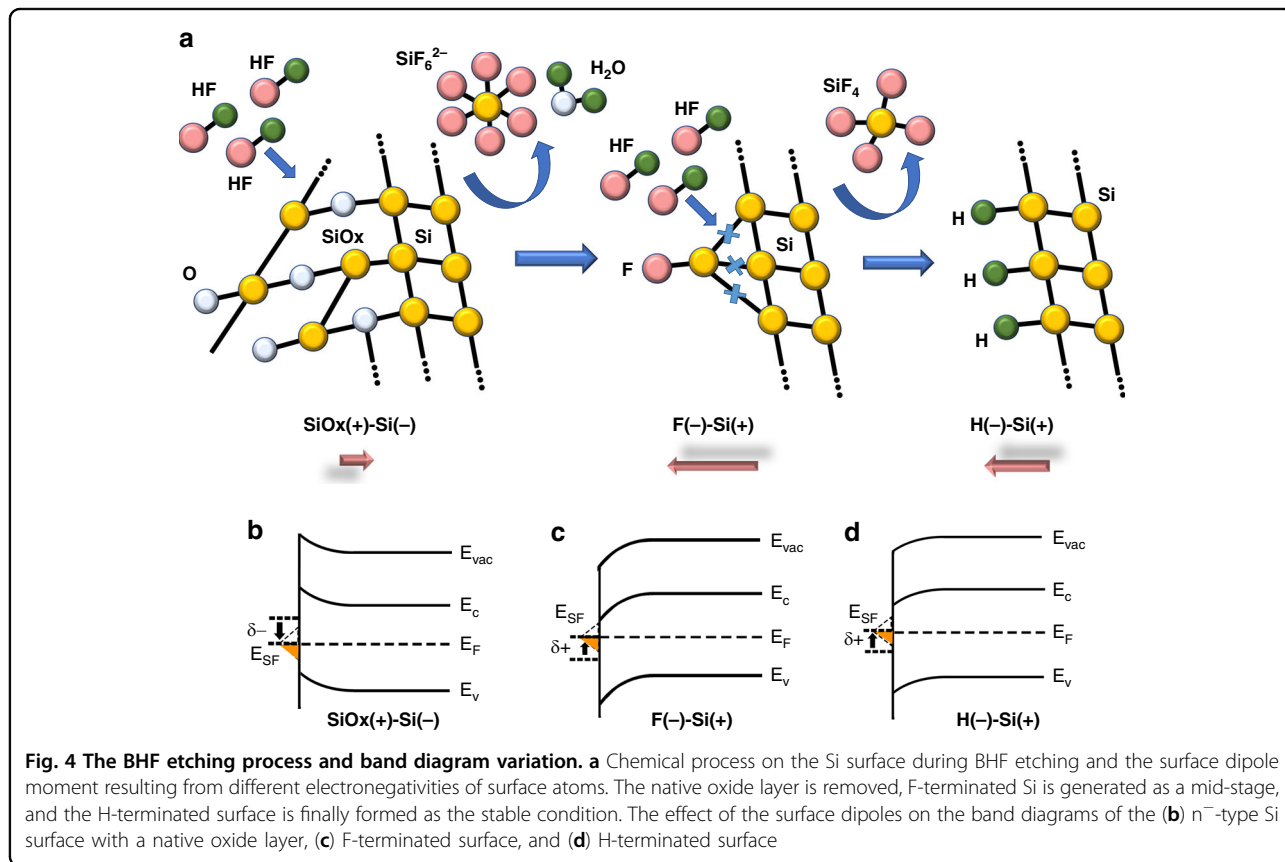 a
HF
HF
HF
SiF₆²⁻
H₂O
SiOx
Si
O
HF
HF
F
Si
SiF₄
H
H
H
Si
SiOx(+)-Si(−)
F(−)-Si(+)
H(−)-Si(+)
b
E_vac
E_c
δ−
E_F
E_SF
E_v
SiOx(+)-Si(−)
c
E_vac
E_c
E_SF
E_F
δ+
E_v
F(−)-Si(+)
d
E_vac
E_c
E_SF
E_F
δ+
E_v
H(−)-Si(+)
Fig. 4 The BHF etching process and band diagram variation. a Chemical process on the Si surface during BHF etching and the surface dipole
moment resulting from different electronegativities of surface atoms. The native oxide layer is removed, F-terminated Si is generated as a mid-stage,
and the H-terminated surface is finally formed as the stable condition. The effect of the surface dipoles on the band diagrams of the (b) n⁻-type Si
surface with a native oxide layer, (c) F-terminated surface, and (d) H-terminated surface